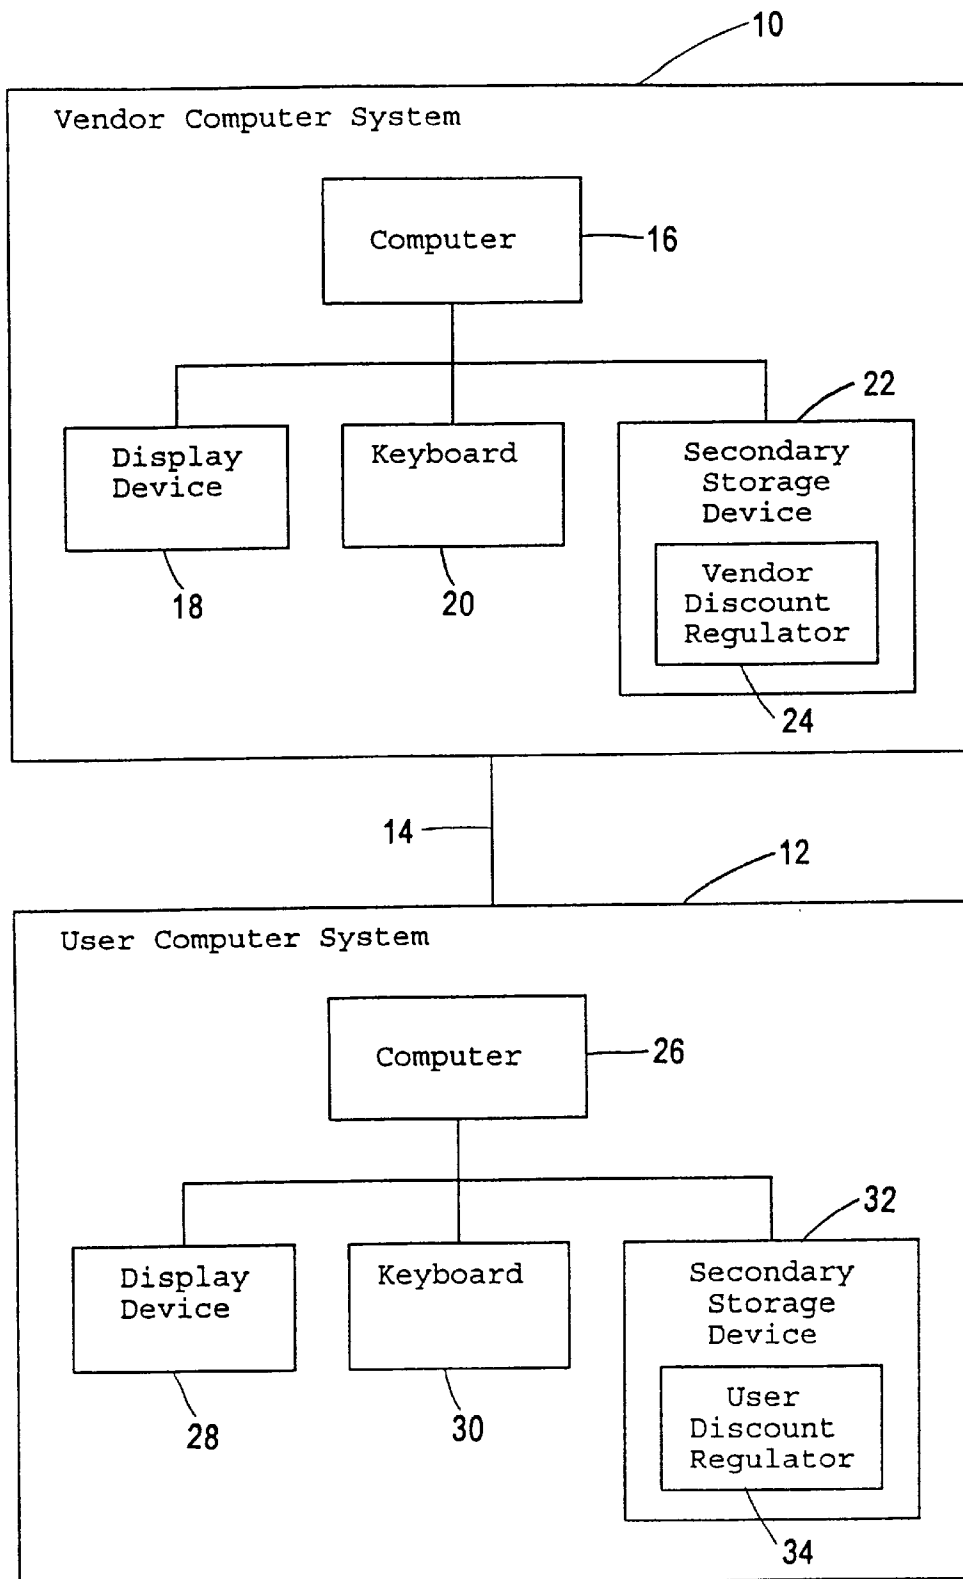 10
Vendor Computer System
Computer
16
22
Display
Device
Keyboard
Secondary
Storage
Device
Vendor
Discount
Regulator
18
20
24
14
12
User Computer System
Computer
26
32
Display
Device
Keyboard
Secondary
Storage
Device
User
Discount
Regulator
28
30
34